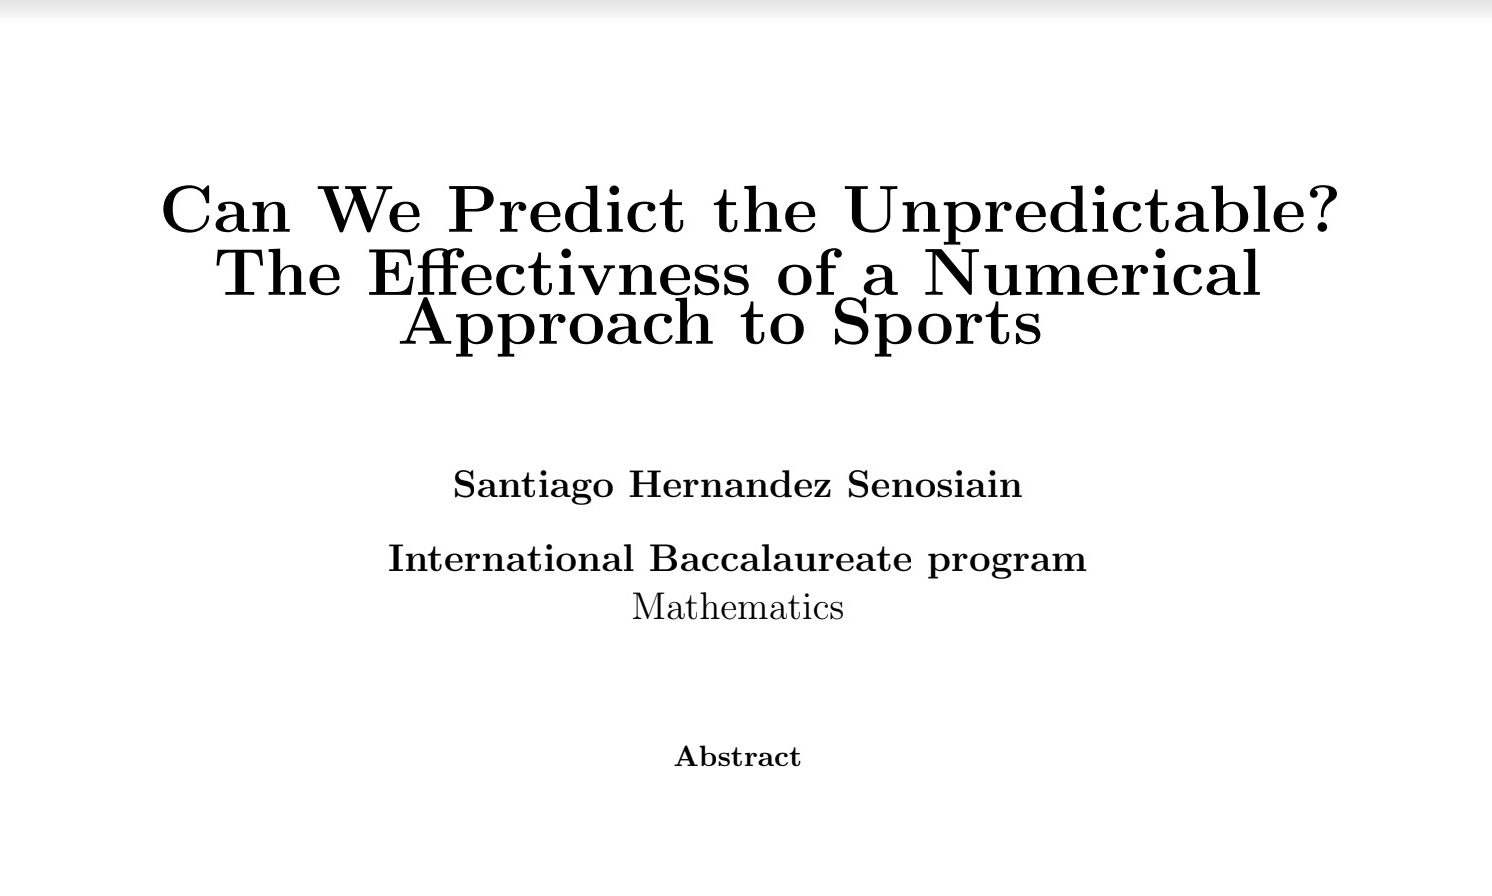 Can We Predict the Unpredictable?
The Effectivness of a Numerical
Approach to Sports
Santiago Hernandez Senosiain
International Baccalaureate program
Mathematics
Abstract